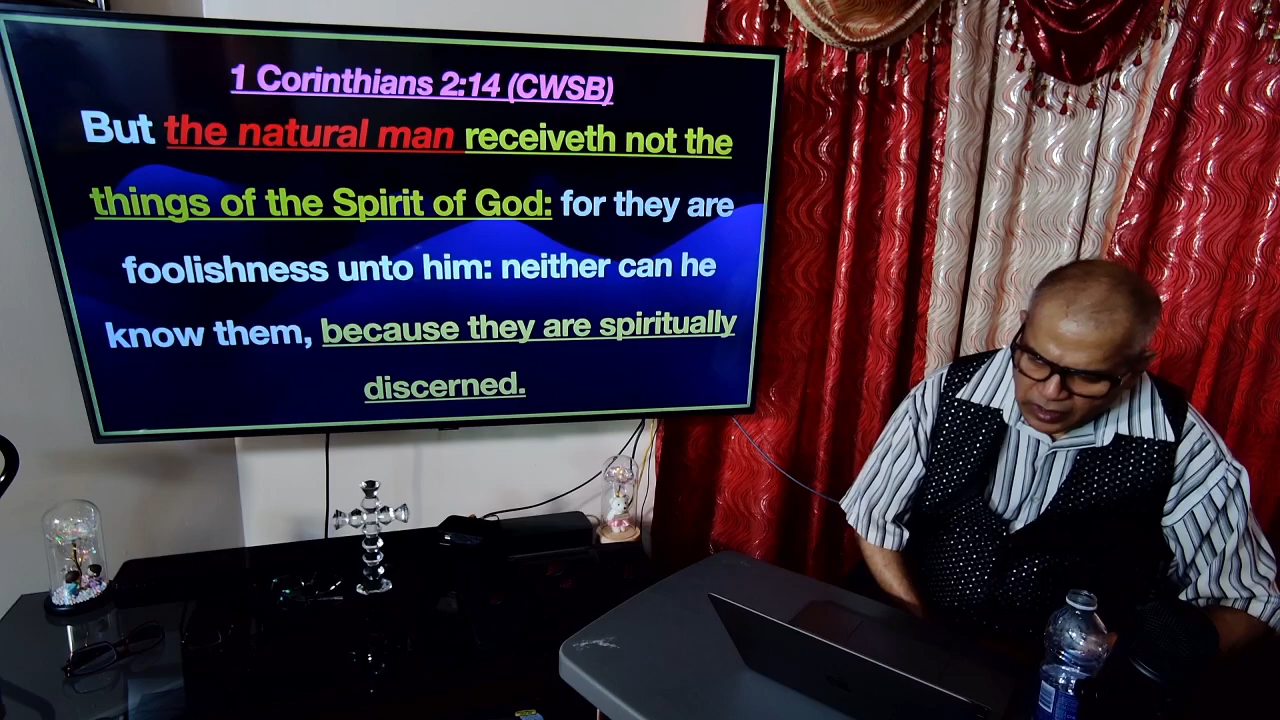 1 Corinthians 2:14 (CWSB)
But the natural man receiveth not the
things of the Spirit of God: for they are
foolishness unto him: neither can he
know them, because they are spiritually
discerned.